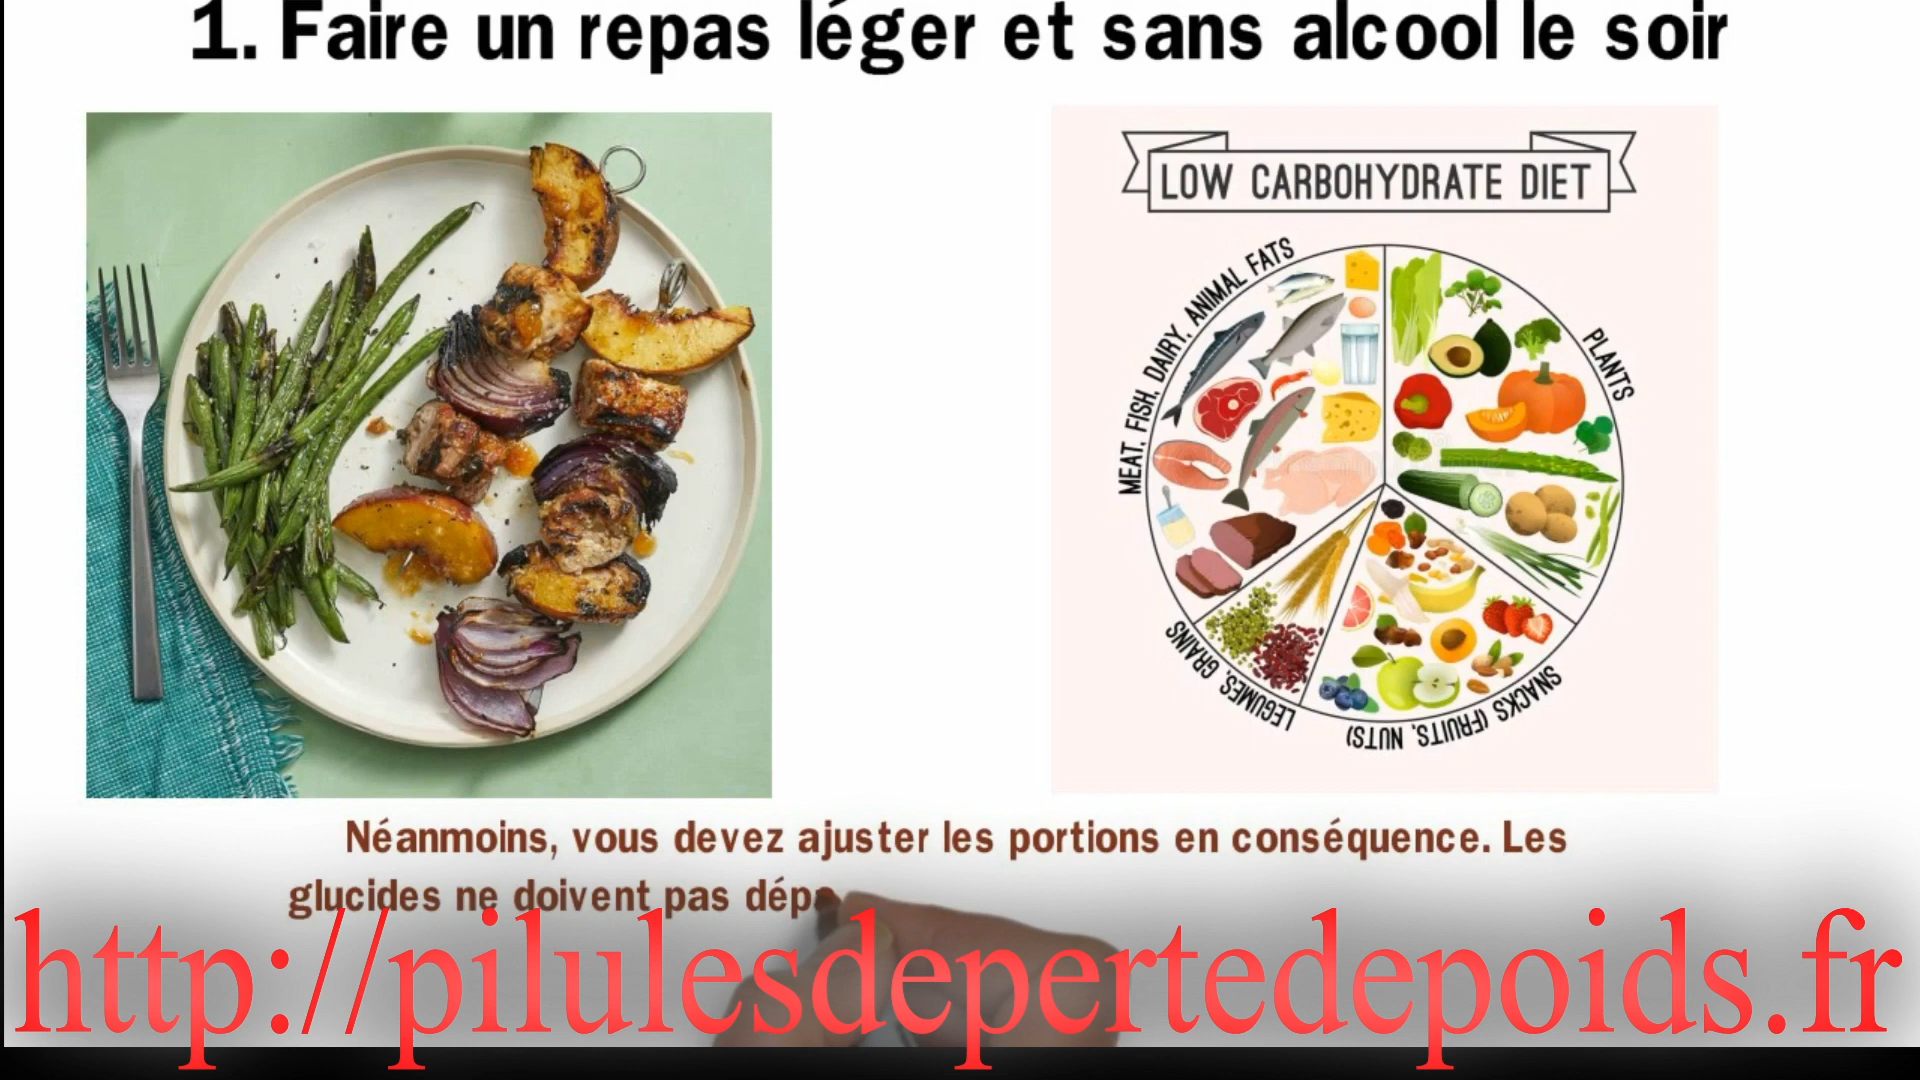 1. Faire un repas léger et sans alcool le soir
LOW CARBOHYDRATE DIET
MEAT, FISH, DAIRY, ANIMAL FATS
PLANTS
LEGUMES, GRAINS
SNACKS (FRUITS, NUTS)
Néanmoins, vous devez ajuster les portions en conséquence. Les
glucides ne doivent pas dépa
http://pilulesdepertedepoids.fr